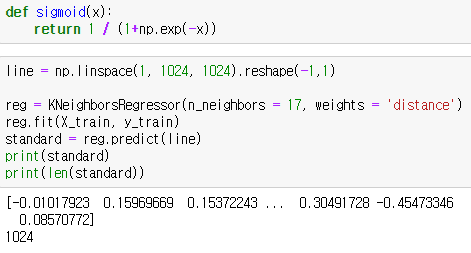 def sigmoid(x):
    return 1 / (1+np.exp(-x))
line = np.linspace(1, 1024, 1024).reshape(-1,1)
reg = KNeighborsRegressor(n_neighbors = 17, weights = 'distance')
reg.fit(X_train, y_train)
standard = reg.predict(line)
print(standard)
print(len(standard))
[-0.01017923  0.15969669  0.15372243 ...  0.30491728 -0.45473346
  0.08570772]
1024